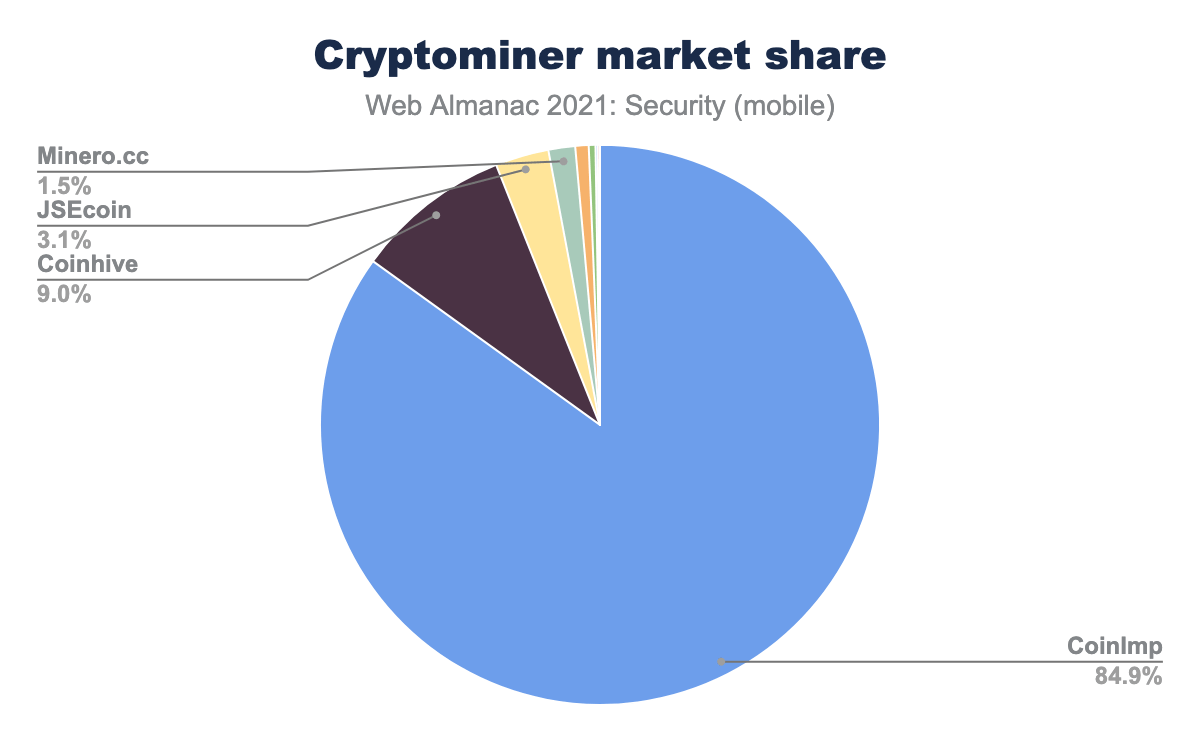 Cryptominer market share
Web Almanac 2021: Security (mobile)
Minero.cc
1.5%
JSEcoin
3.1%
Coinhive
9.0%
CoinImp
84.9%